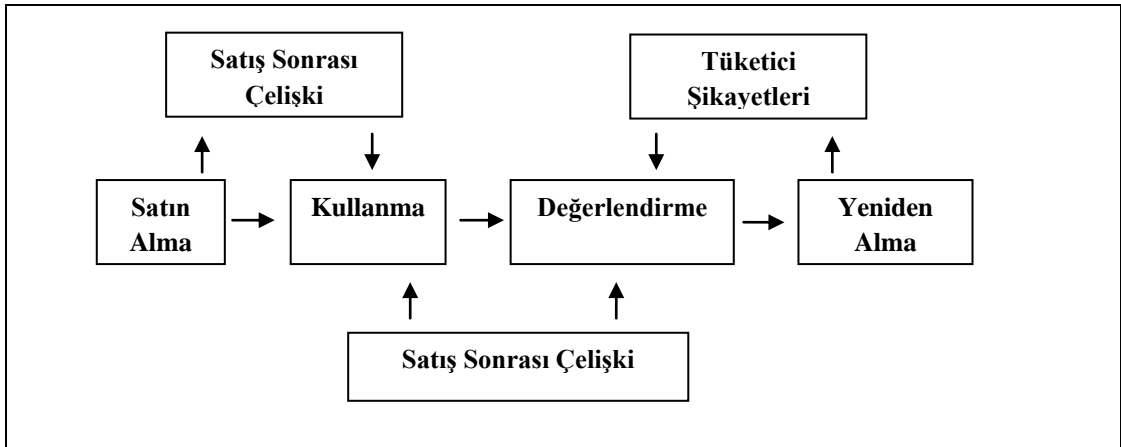 Satış Sonrası
Çelişki
Tüketici
Şikayetleri
Satın
Alma
Kullanma
Değerlendirme
Yeniden
Alma
Satış Sonrası Çelişki